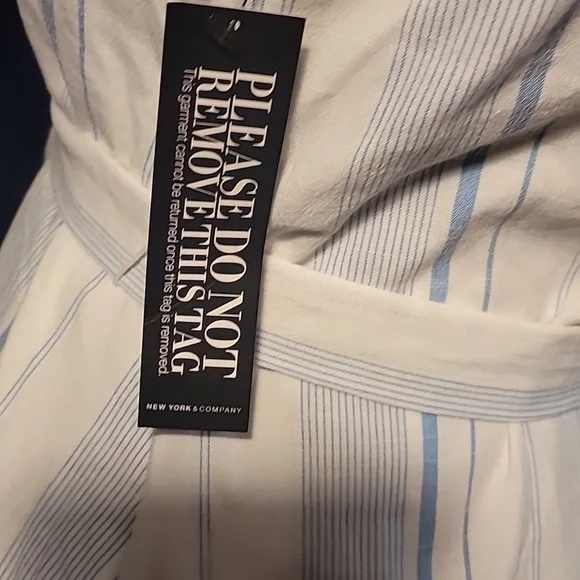 PLEASE DO NOT
REMOVE THIS TAG
This garment cannot be returned once this tag is removed.
NEW YORK & COMPANY